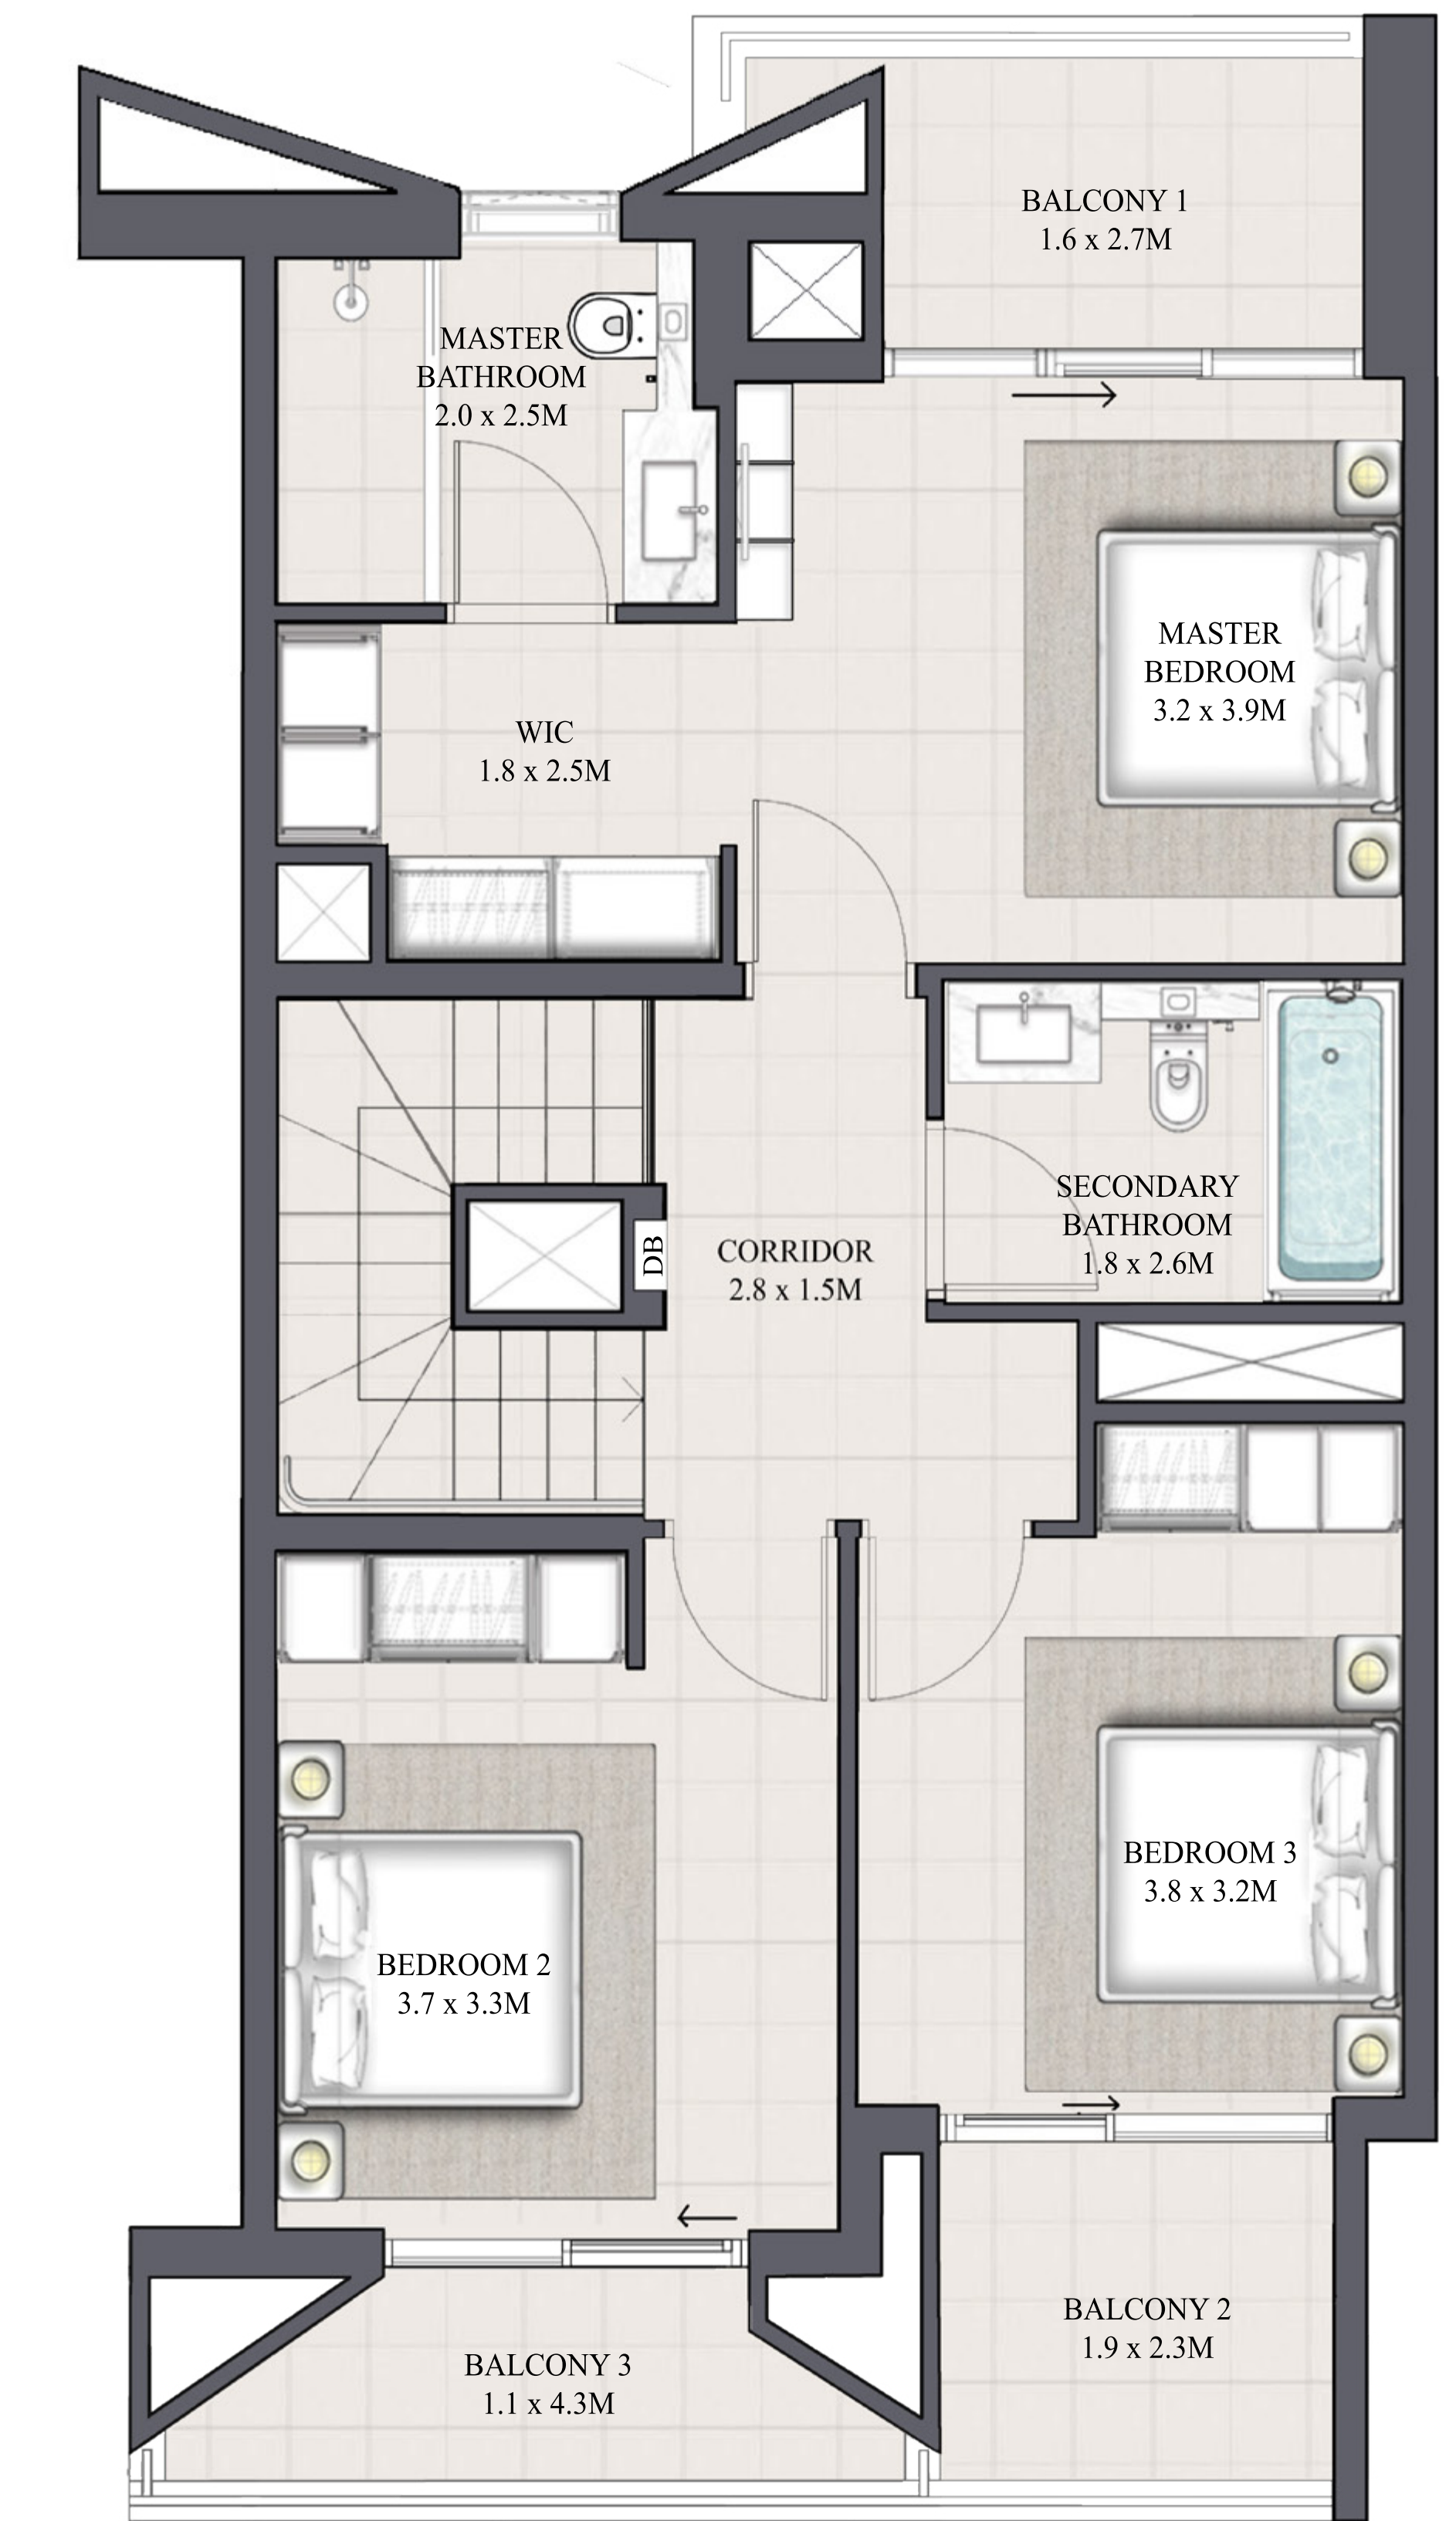 BALCONY 1
1.6 x 2.7M
MASTER
BATHROOM
2.0 x 2.5M
MASTER
BEDROOM
3.2 x 3.9M
WIC
1.8 x 2.5M
SECONDARY
BATHROOM
1.8 x 2.6M
DB
CORRIDOR
2.8 x 1.5M
BEDROOM 3
3.8 x 3.2M
BEDROOM 2
3.7 x 3.3M
BALCONY 2
1.9 x 2.3M
BALCONY 3
1.1 x 4.3M